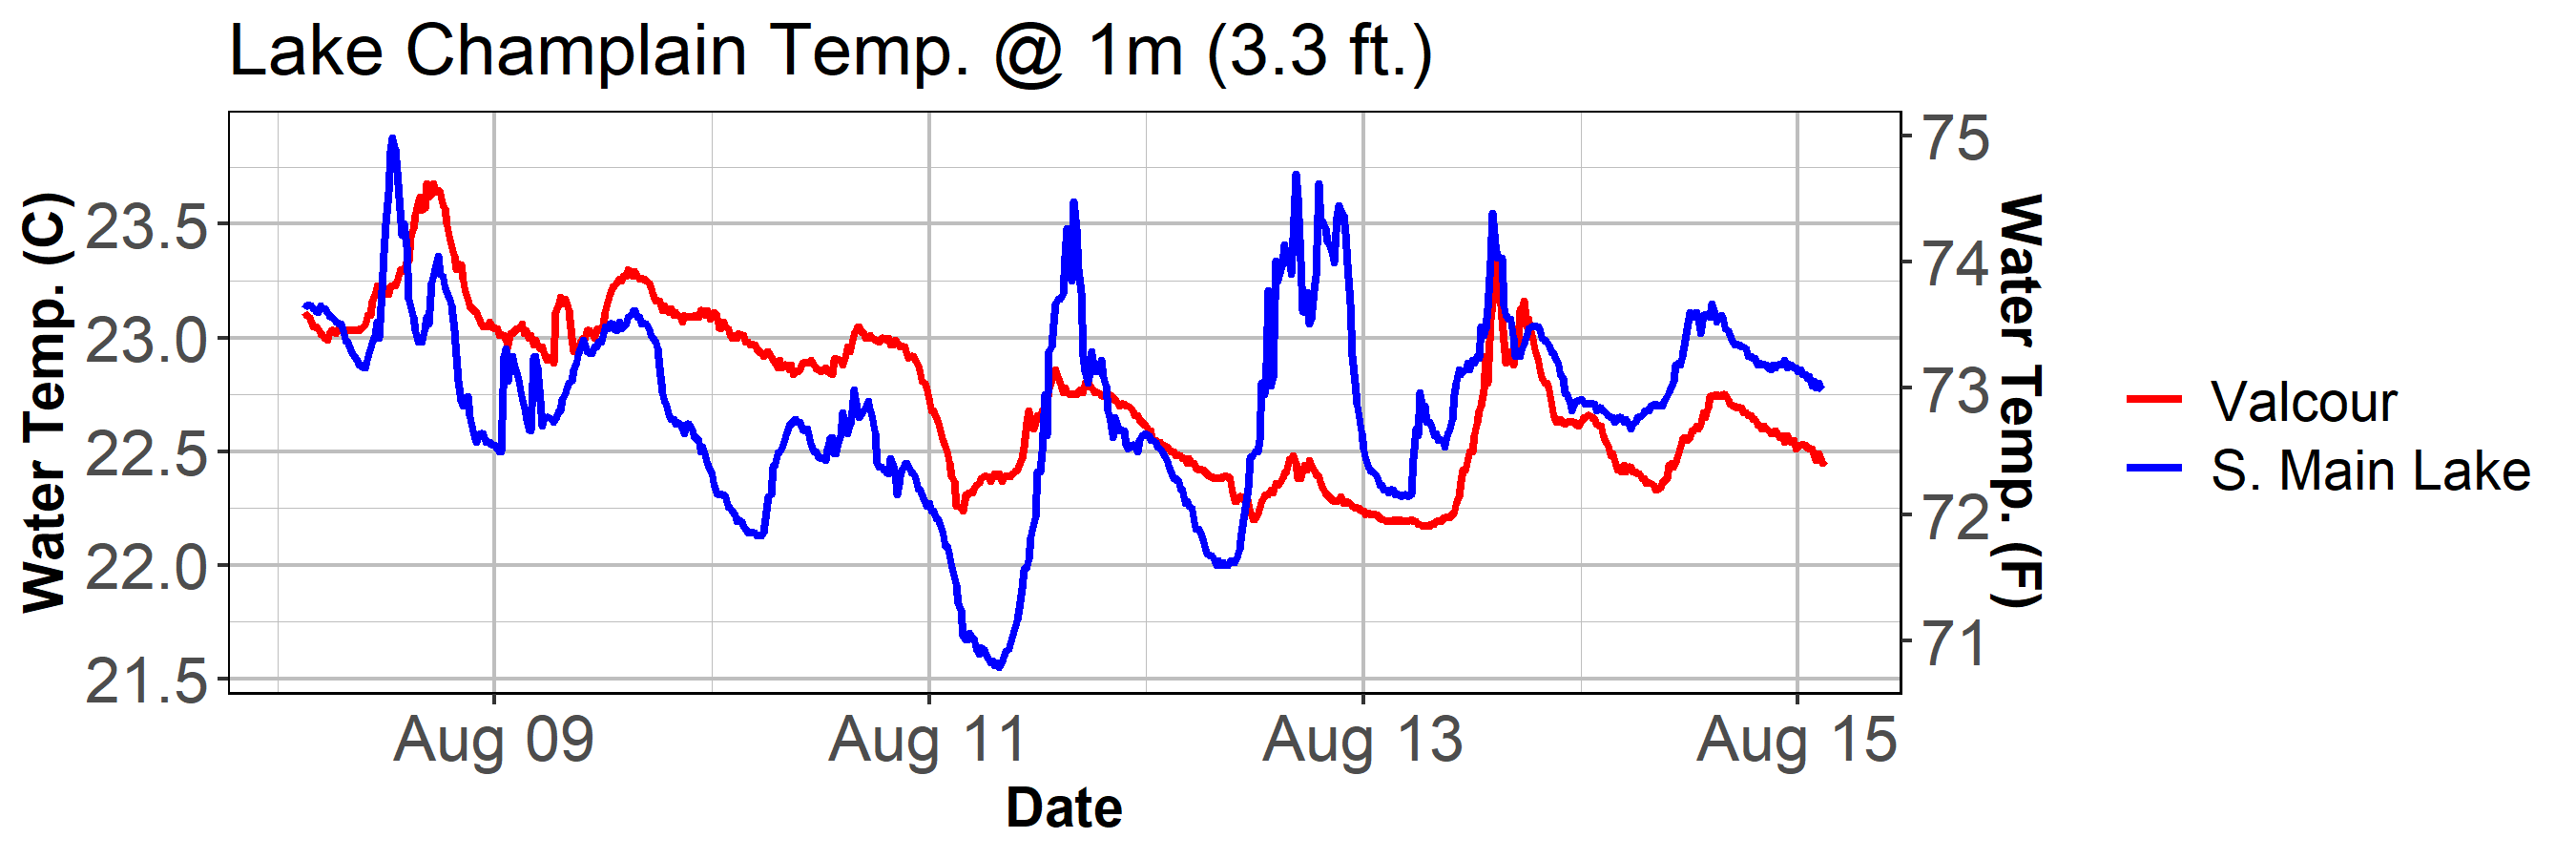 Lake Champlain Temp. @ 1m (3.3 ft.)
Water Temp. (C)
23.5
23.0
22.5
22.0
21.5
75
74
73
72
71
Water Temp. (F)
Aug 09
Aug 11
Aug 13
Aug 15
Date
Valcour
S. Main Lake